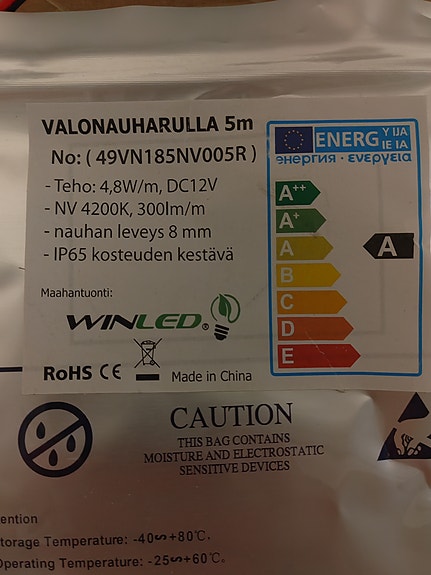 VALONAUHARULLA 5m
No: ( 49VN185NV005R )
- Teho: 4,8W/m, DC12V
- NV 4200K, 300lm/m
- nauhan leveys 8 mm
- IP65 kosteuden kestävä
Maahantuonti:
WINLED®
RoHS CE
Made in China
ENERG Y IJA
IE IA
енергия · ενεργεια
A++
A+
A
B
C
D
E
A
CAUTION
THIS BAG CONTAINS
MOISTURE AND ELECTROSTATIC
SENSITIVE DEVICES
ention
torage Temperature: -40∽+80℃.
Operating Temperature: -25∽+60℃.